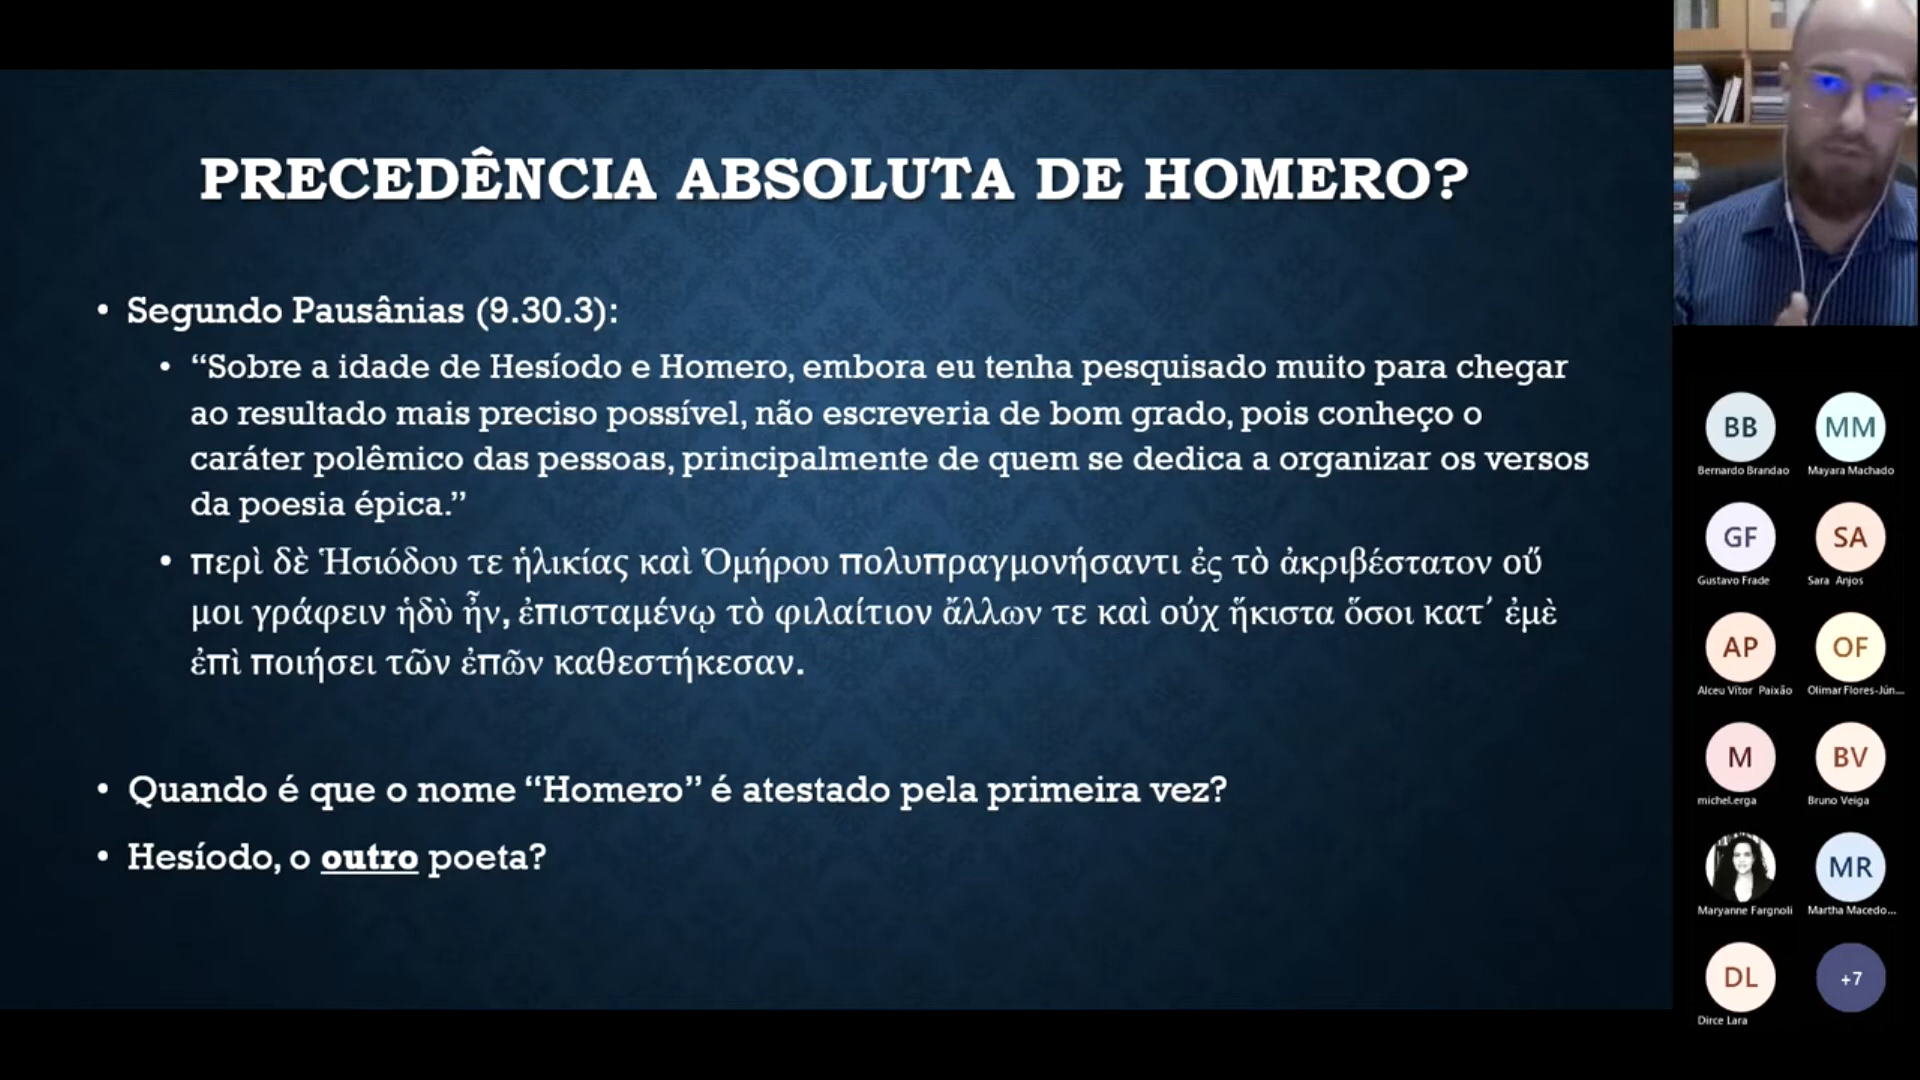 PRECEDÊNCIA ABSOLUTA DE HOMERO?
• Segundo Pausânias (9.30.3):
• “Sobre a idade de Hesíodo e Homero, embora eu tenha pesquisado muito para chegar
ao resultado mais preciso possível, não escreveria de bom grado, pois conheço o
caráter polêmico das pessoas, principalmente de quem se dedica a organizar os versos
da poesia épica.”
• περὶ δὲ Ἡσιόδου τε ἡλικίας καὶ Ὁμήρου πολυπραγμονήσαντι ἐς τὸ ἀκριβέστατον οὔ
μοι γράφειν ἡδὺ ἦν, ἐπισταμένῳ τὸ φιλαίτιον ἄλλων τε καὶ οὐχ ἥκιστα ὅσοι κατ᾽ ἐμὲ
ἐπὶ ποιήσει τῶν ἐπῶν καθεστήκεσαν.
• Quando é que o nome “Homero” é atestado pela primeira vez?
• Hesíodo, o outro poeta?
BB
MM
Bernardo Brandao
Mayara Machado
GF
SA
Gustavo Frade
Sara Anjos
AP
OF
Alceu Vítor Paixão
Olimar Flores-Jún...
M
BV
michel.erga
Bruno Veiga
MR
Maryanne Fargnoli
Martha Macedo...
DL
+7
Dirce Lara